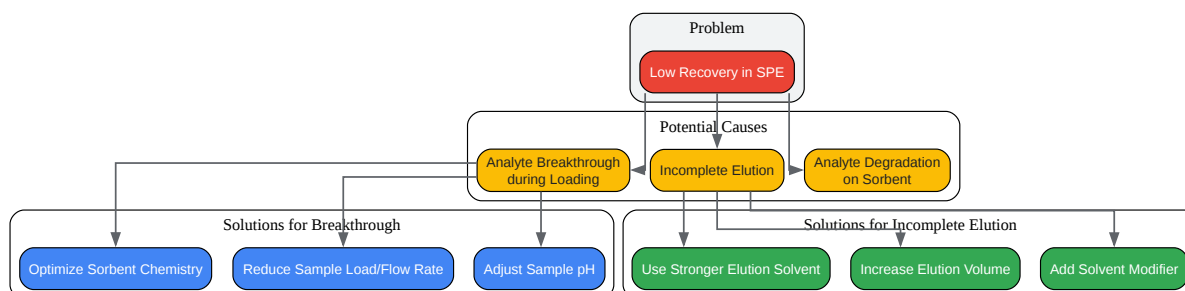 Problem
Low Recovery in SPE
Potential Causes
Analyte Breakthrough
during Loading
Incomplete Elution
Analyte Degradation
on Sorbent
Solutions for Breakthrough
Optimize Sorbent Chemistry
Reduce Sample Load/Flow Rate
Adjust Sample pH
Solutions for Incomplete Elution
Use Stronger Elution Solvent
Increase Elution Volume
Add Solvent Modifier